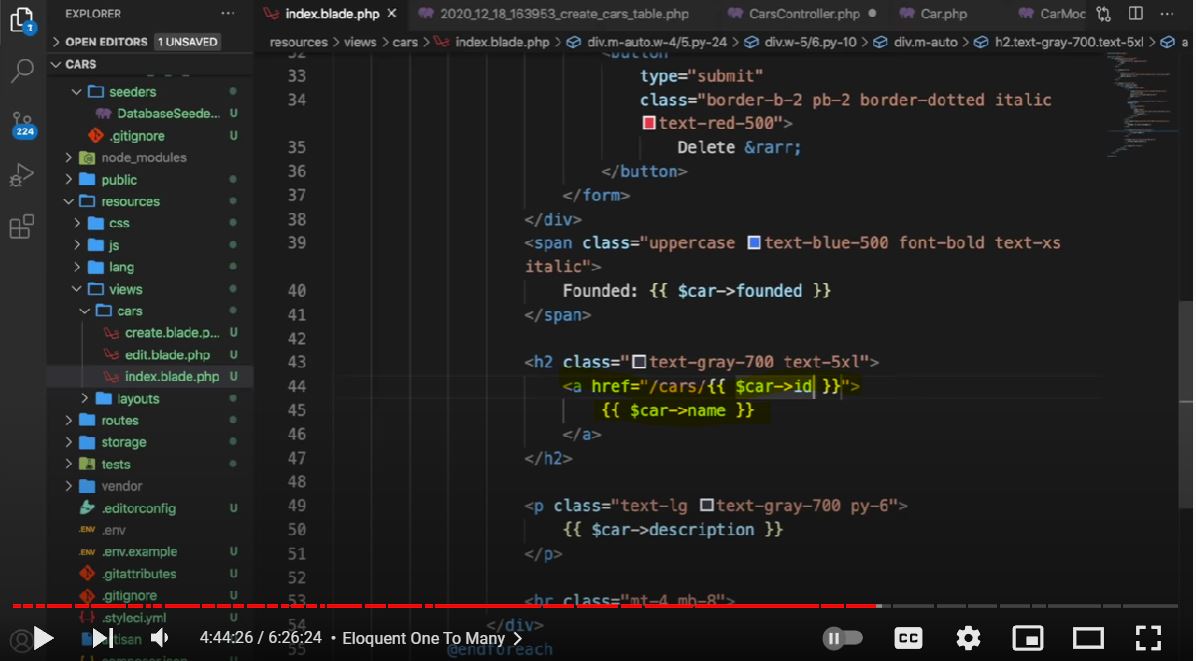 EXPLORER ...
index.blade.php × 2020_12_18_163953_create_cars_table.php CarsController.php ● Car.php CarMod ...
OPEN EDITORS 1 UNSAVED
resources > views > cars > index.blade.php > div.m-auto.w-4/5.py-24 > div.w-5/6.py-10 > div.m-auto > h2.text-gray-700.text-5xl > a
CARS
seeders
DatabaseSeede... U
.gitignore U
node_modules
public
resources
css
js
lang
views
cars
create.blade.p... U
edit.blade.php U
index.blade.php U
layouts
routes
storage
tests
vendor
.editorconfig U
.ENV .env
.ENV .env.example U
.gitattributes U
.gitignore U
.styleci.yml U
artisan U
7
224
32 <button
33 type="submit"
34 class="border-b-2 pb-2 border-dotted italic
text-red-500">
35 Delete &rarr;
36 </button>
37 </form>
38 </div>
39 <span class="uppercase text-blue-500 font-bold text-xs
italic">
40 Founded: {{ $car->founded }}
41 </span>
42
43 <h2 class="text-gray-700 text-5xl">
44 <a href="/cars/{{ $car->id }}">
45 {{ $car->name }}
46 </a>
47 </h2>
48
49 <p class="text-lg text-gray-700 py-6">
50 {{ $car->description }}
51 </p>
52
53 <hr class="mt-4 mb-8">
54 </div>
55 @endforeach
4:44:26 / 6:26:24 • Eloquent One To Many >
CC